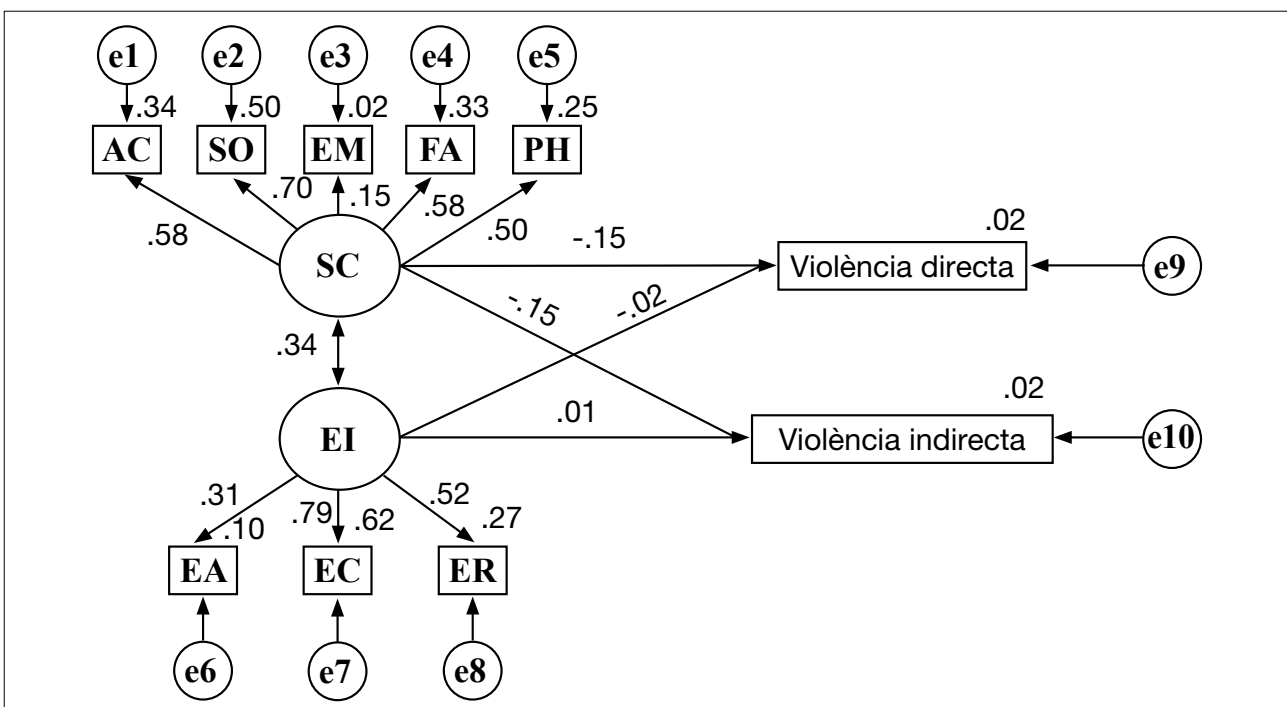 e1 e2 e3 e4 e5
.34 .50 .02 .33 .25
AC SO EM FA PH
.58 .70 .15 .58 .50
SC
-.15
-.15
.02
Violència directa
e9
.34
-.02
EI
.01
.02
Violència indirecta
e10
.31 .79 .52
.10 .62 .27
EA EC ER
e6 e7 e8